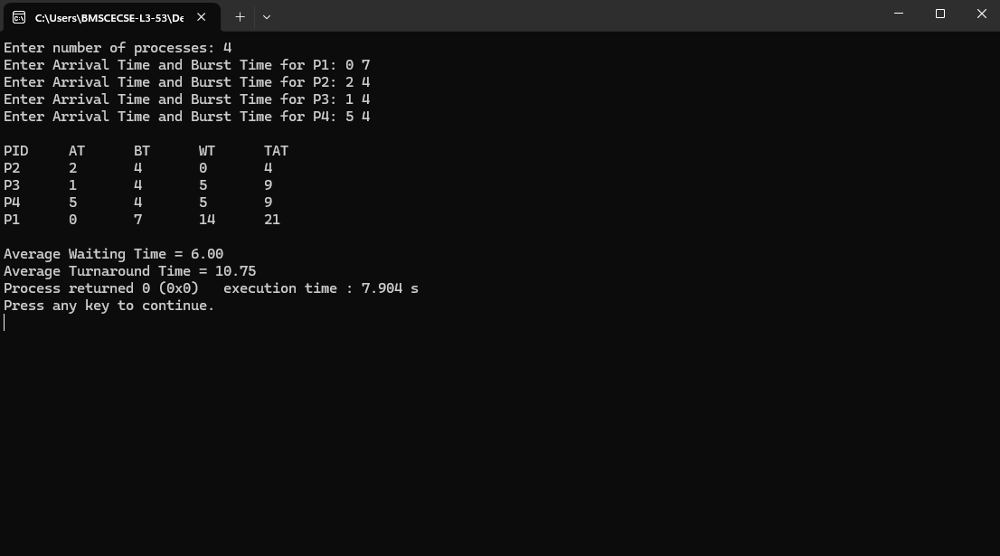 C:\Users\BMSCECSE-L3-53\De
Enter number of processes: 4
Enter Arrival Time and Burst Time for P1: 0 7
Enter Arrival Time and Burst Time for P2: 2 4
Enter Arrival Time and Burst Time for P3: 1 4
Enter Arrival Time and Burst Time for P4: 5 4
PID AT BT WT TAT
P2 2 4 0 4
P3 1 4 5 9
P4 5 4 5 9
P1 0 7 14 21
Average Waiting Time = 6.00
Average Turnaround Time = 10.75
Process returned 0 (0x0) execution time : 7.904 s
Press any key to continue.